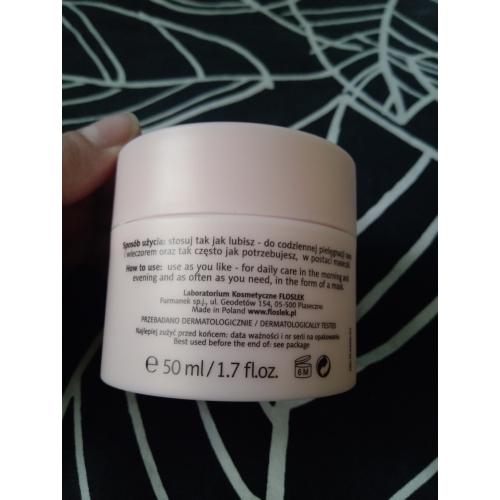 Sposób użycia: stosuj tak jak lubisz - do codziennej pielęgnacji rano
i wieczorem oraz tak często jak potrzebujesz, w postaci maseczki.
How to use: use as you like - for daily care in the morning and
evening and as often as you need, in the form of a mask.
Laboratorium Kosmetyczne FLOSLEK
Furmanek sp.j., ul. Geodetów 154, 05-500 Piaseczno
Made in Poland www.floslek.pl
PRZEBADANO DERMATOLOGICZNIE / DERMATOLOGICALLY TESTED
Najlepiej zużyć przed końcem: data ważności i nr serii na opakowaniu
Best used before the end of: see package
e 50 ml / 1.7 fl.oz.
6 M